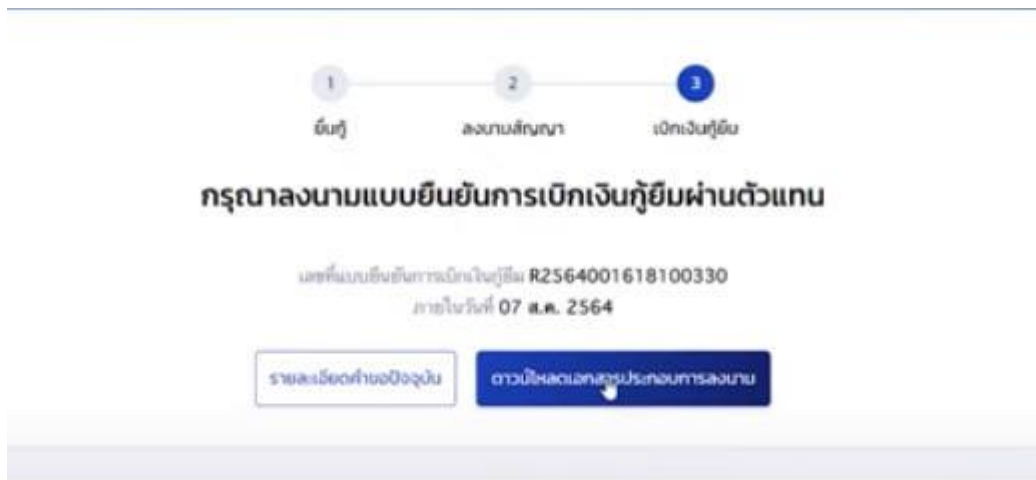 1 2 3
ยื่นกู้ ลงนามสัญญา เบิกเงินกู้ยืม
กรุณาลงนามแบบยืนยันการเบิกเงินกู้ยืมผ่านตัวแทน
เลขที่แบบยืนยันการเบิกเงินกู้ยืม R2564001618100330
ภายในวันที่ 07 ส.ค. 2564
รายละเอียดคำขอปัจจุบัน ดาวน์โหลดเอกสารประกอบการลงนาม